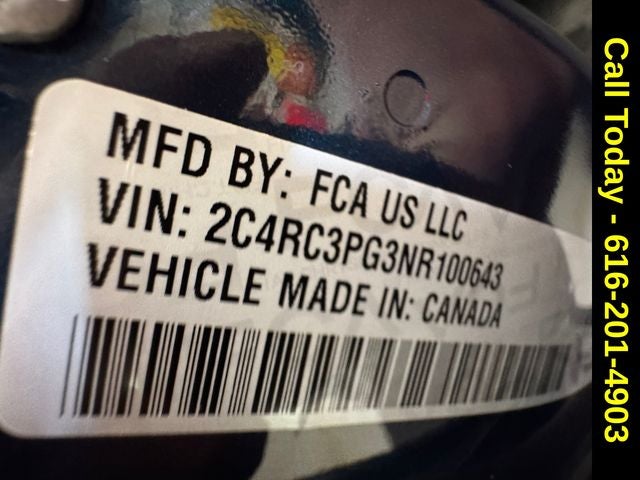 MFD BY: FCA US LLC
VIN: 2C4RC3PG3NR100643
VEHICLE MADE IN: CANADA
Call Today - 616-201-4903